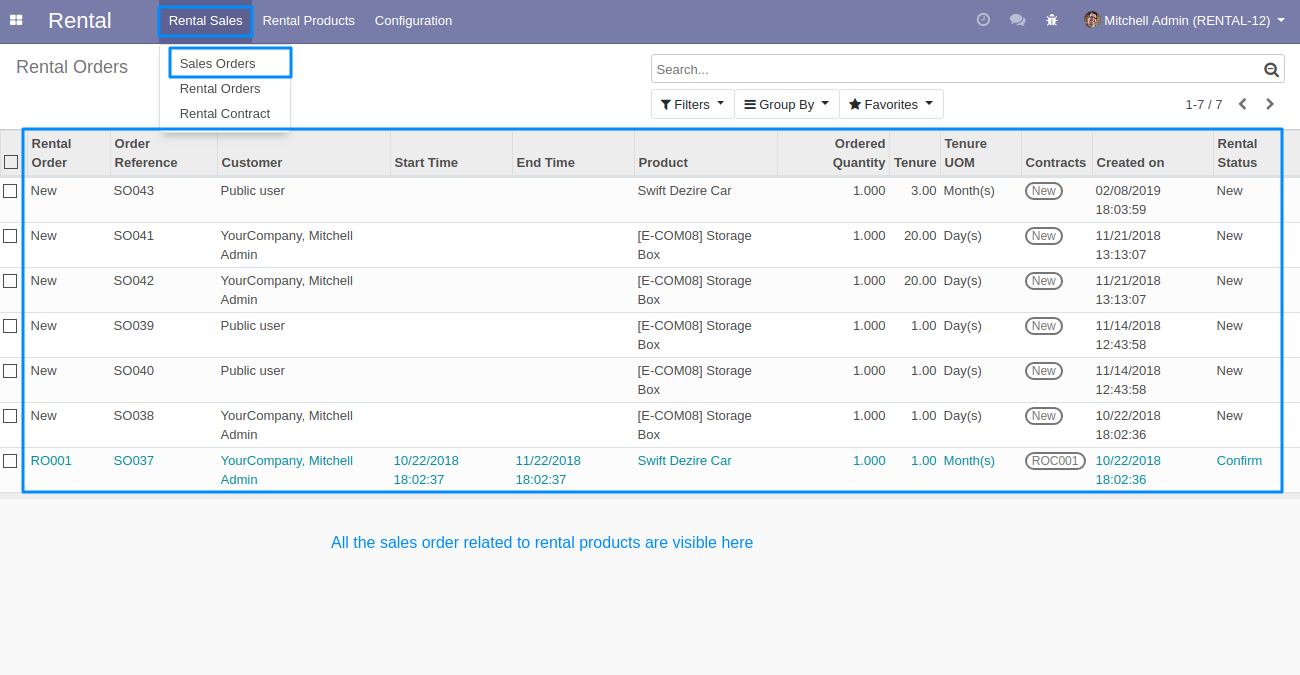 Rental Rental Sales Rental Products Configuration Mitchell Admin (RENTAL-12)
Rental Orders
Sales Orders
Rental Orders
Rental Contract
Search...
Filters Group By Favorites 1-7 / 7
Rental Order Order Reference Customer Start Time End Time Product Ordered Quantity Tenure Tenure UOM Contracts Created on Rental Status
New SO043 Public user Swift Dezire Car 1.000 3.00 Month(s) New 02/08/2019 18:03:59 New
New SO041 YourCompany, Mitchell Admin [E-COM08] Storage Box 1.000 20.00 Day(s) New 11/21/2018 13:13:07 New
New SO042 YourCompany, Mitchell Admin [E-COM08] Storage Box 1.000 20.00 Day(s) New 11/21/2018 13:13:07 New
New SO039 Public user [E-COM08] Storage Box 1.000 1.00 Day(s) New 11/14/2018 12:43:58 New
New SO040 Public user [E-COM08] Storage Box 1.000 1.00 Day(s) New 11/14/2018 12:43:58 New
New SO038 YourCompany, Mitchell Admin [E-COM08] Storage Box 1.000 1.00 Day(s) New 10/22/2018 18:02:36 New
RO001 SO037 YourCompany, Mitchell Admin 10/22/2018 18:02:37 11/22/2018 18:02:37 Swift Dezire Car 1.000 1.00 Month(s) ROC001 10/22/2018 18:02:36 Confirm
All the sales order related to rental products are visible here